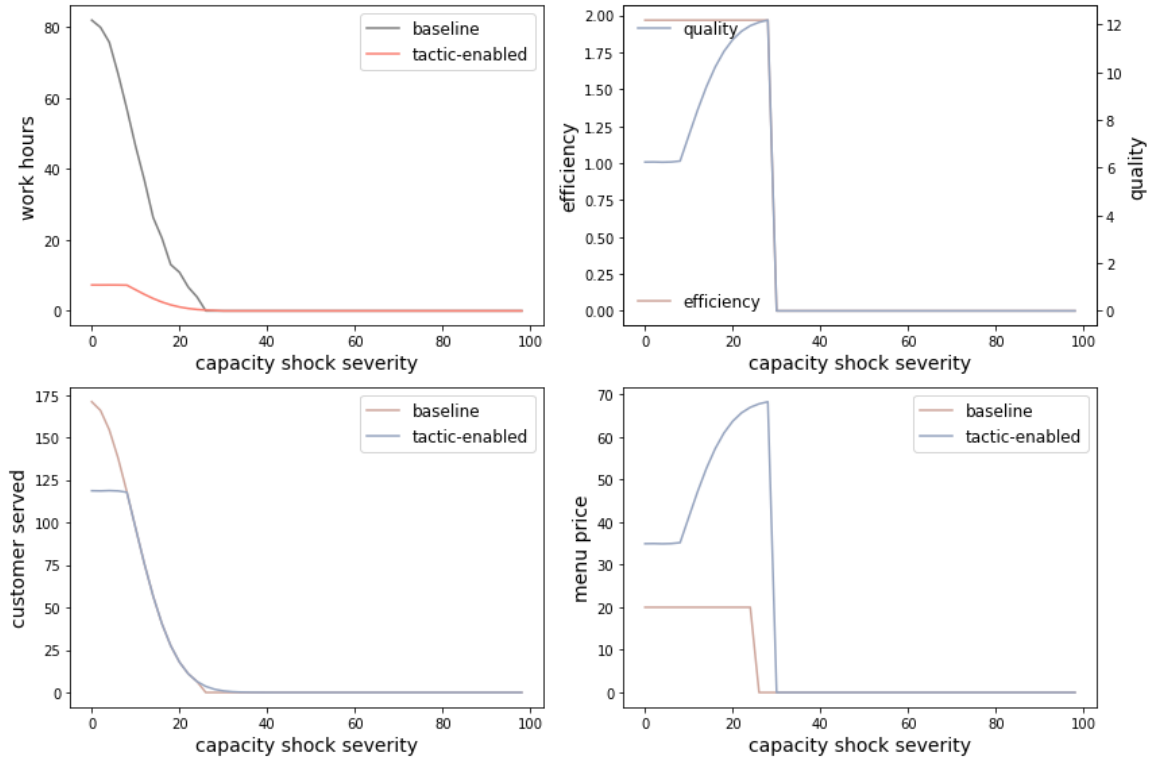 baseline
tactic-enabled
80
60
40
20
0
work hours
0 20 40 60 80 100
capacity shock severity
quality
efficiency
2.00
1.75
1.50
1.25
1.00
0.75
0.50
0.25
0.00
efficiency
12
10
8
6
4
2
0
quality
0 20 40 60 80 100
capacity shock severity
baseline
tactic-enabled
175
150
125
100
75
50
25
0
customer served
0 20 40 60 80 100
capacity shock severity
baseline
tactic-enabled
70
60
50
40
30
20
10
0
menu price
0 20 40 60 80 100
capacity shock severity